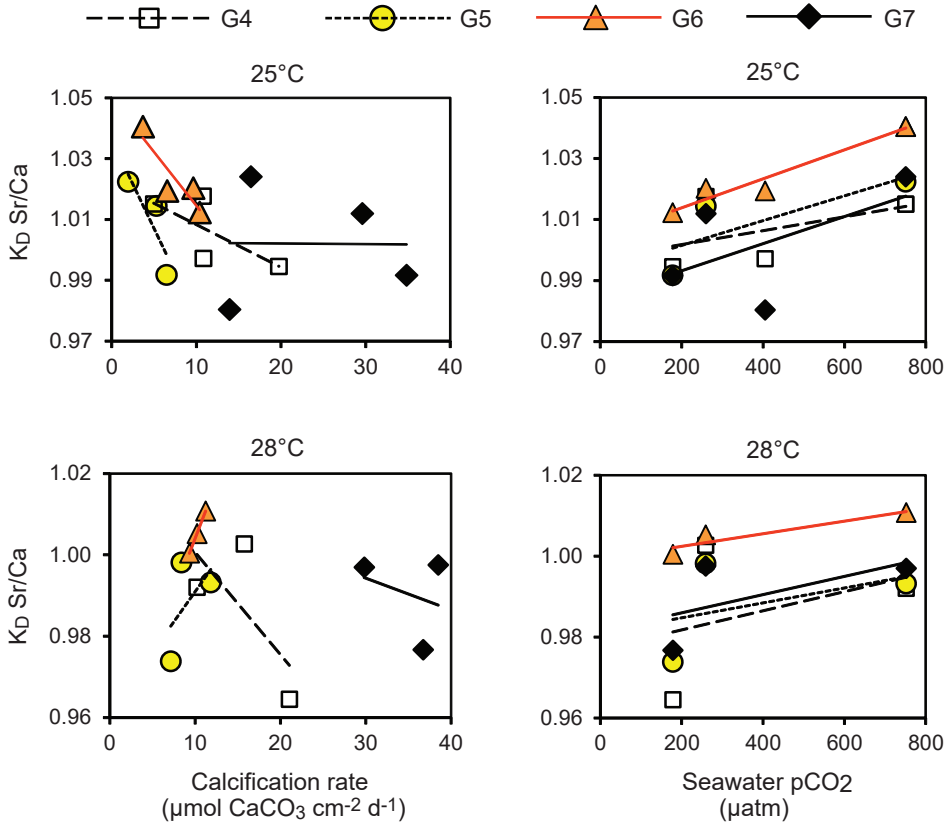 G4 G5 G6 G7
25°C
25°C
1.05
1.03
1.01
0.99
0.97
K_D Sr/Ca
0 10 20 30 40
1.05
1.03
1.01
0.99
0.97
0 200 400 600 800
28°C
28°C
1.02
1.00
0.98
0.96
K_D Sr/Ca
0 10 20 30 40
Calcification rate
(µmol CaCO₃ cm⁻² d⁻¹)
1.02
1.00
0.98
0.96
0 200 400 600 800
Seawater pCO2
(µatm)